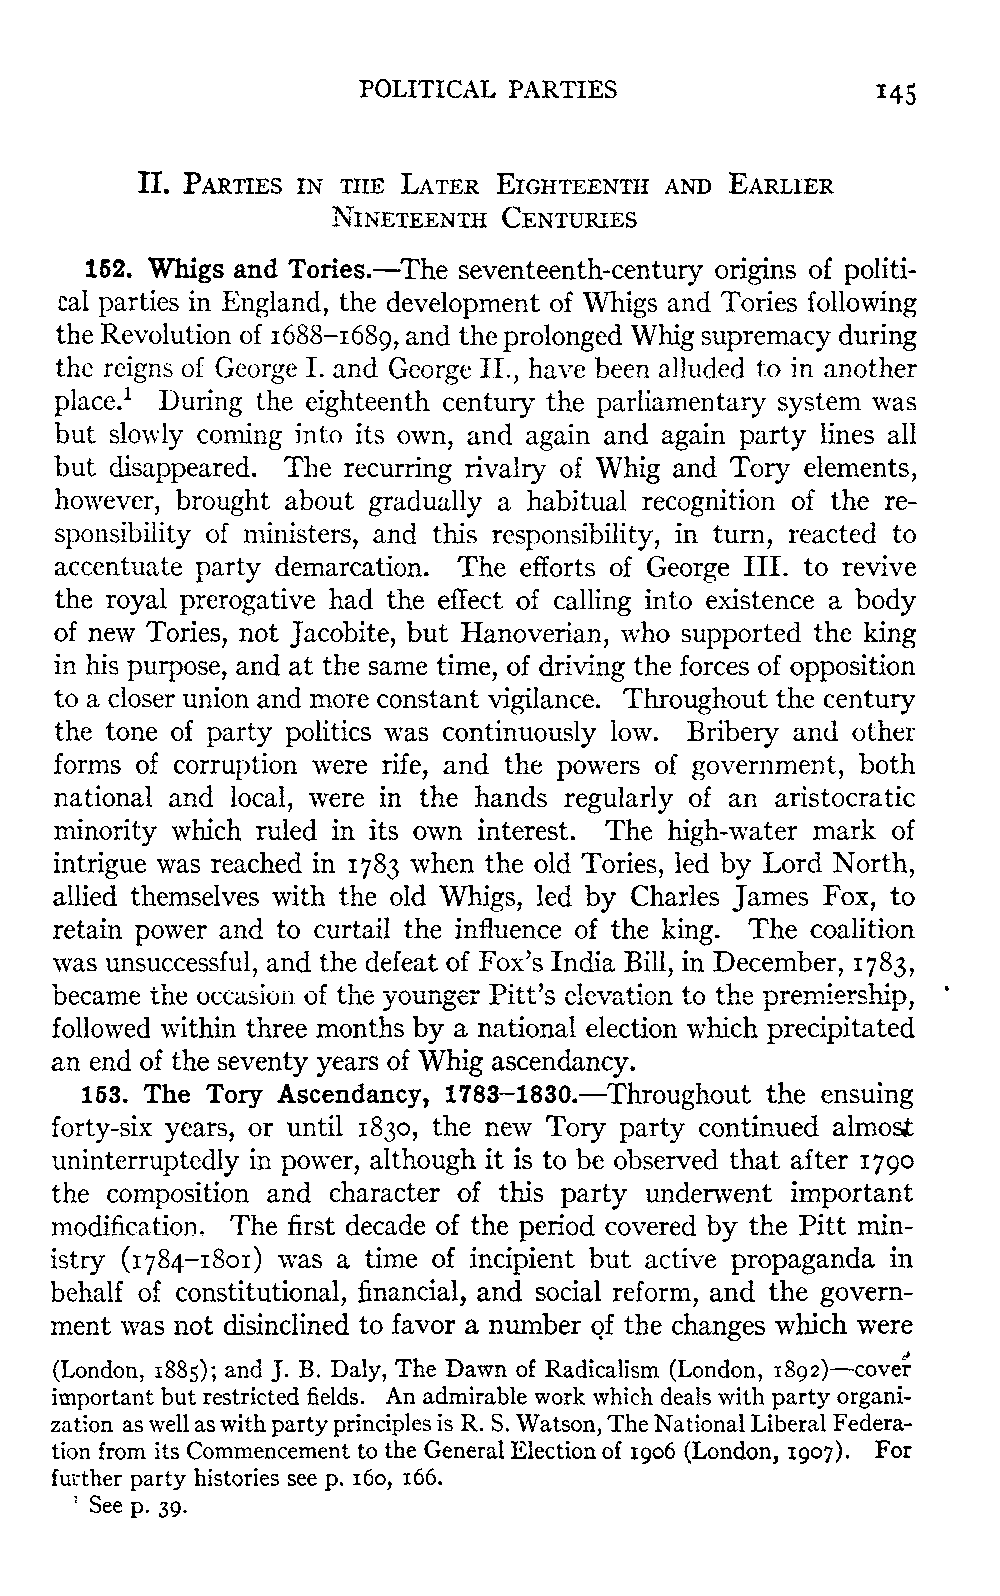 POLITICAL PARTIES 145
II. Parties in the Later Eighteenth and Earlier
Nineteenth Centuries
152. Whigs and Tories.—The seventeenth-century origins of politi-
cal parties in England, the development of Whigs and Tories following
the Revolution of 1688–1689, and the prolonged Whig supremacy during
the reigns of George I. and George II., have been alluded to in another
place.¹ During the eighteenth century the parliamentary system was
but slowly coming into its own, and again and again party lines all
but disappeared. The recurring rivalry of Whig and Tory elements,
however, brought about gradually a habitual recognition of the re-
sponsibility of ministers, and this responsibility, in turn, reacted to
accentuate party demarcation. The efforts of George III. to revive
the royal prerogative had the effect of calling into existence a body
of new Tories, not Jacobite, but Hanoverian, who supported the king
in his purpose, and at the same time, of driving the forces of opposition
to a closer union and more constant vigilance. Throughout the century
the tone of party politics was continuously low. Bribery and other
forms of corruption were rife, and the powers of government, both
national and local, were in the hands regularly of an aristocratic
minority which ruled in its own interest. The high-water mark of
intrigue was reached in 1783 when the old Tories, led by Lord North,
allied themselves with the old Whigs, led by Charles James Fox, to
retain power and to curtail the influence of the king. The coalition
was unsuccessful, and the defeat of Fox's India Bill, in December, 1783,
became the occasion of the younger Pitt's elevation to the premiership,
followed within three months by a national election which precipitated
an end of the seventy years of Whig ascendancy.
153. The Tory Ascendancy, 1783–1830.—Throughout the ensuing
forty-six years, or until 1830, the new Tory party continued almost
uninterruptedly in power, although it is to be observed that after 1790
the composition and character of this party underwent important
modification. The first decade of the period covered by the Pitt min-
istry (1784–1801) was a time of incipient but active propaganda in
behalf of constitutional, financial, and social reform, and the govern-
ment was not disinclined to favor a number of the changes which were
(London, 1885); and J. B. Daly, The Dawn of Radicalism (London, 1892)—cover
important but restricted fields. An admirable work which deals with party organi-
zation as well as with party principles is R. S. Watson, The National Liberal Federa-
tion from its Commencement to the General Election of 1906 (London, 1907). For
further party histories see p. 160, 166.
¹ See p. 39.